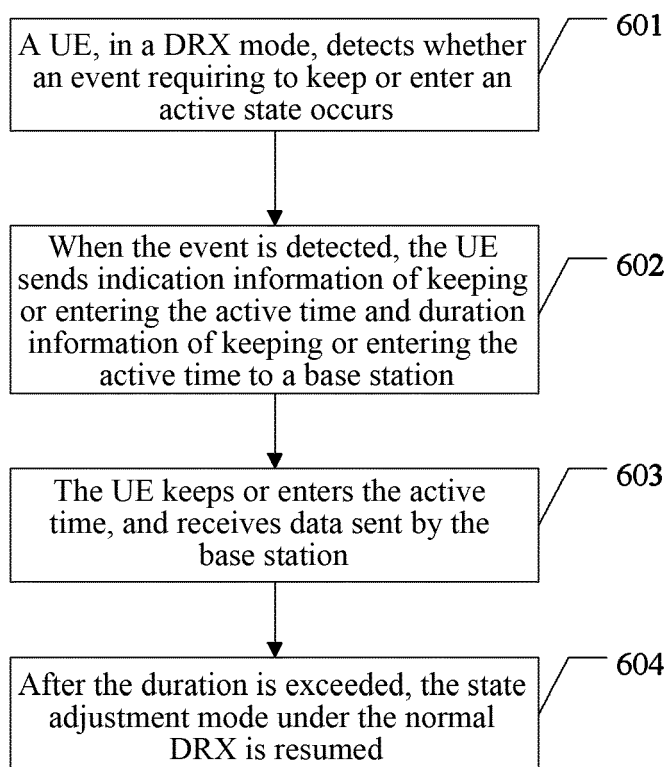 A UE, in a DRX mode, detects whether
an event requiring to keep or enter an
active state occurs
601
When the event is detected, the UE
sends indication information of keeping
or entering the active time and duration
information of keeping or entering the
active time to a base station
602
The UE keeps or enters the active
time, and receives data sent by the
base station
603
After the duration is exceeded, the state
adjustment mode under the normal
DRX is resumed
604